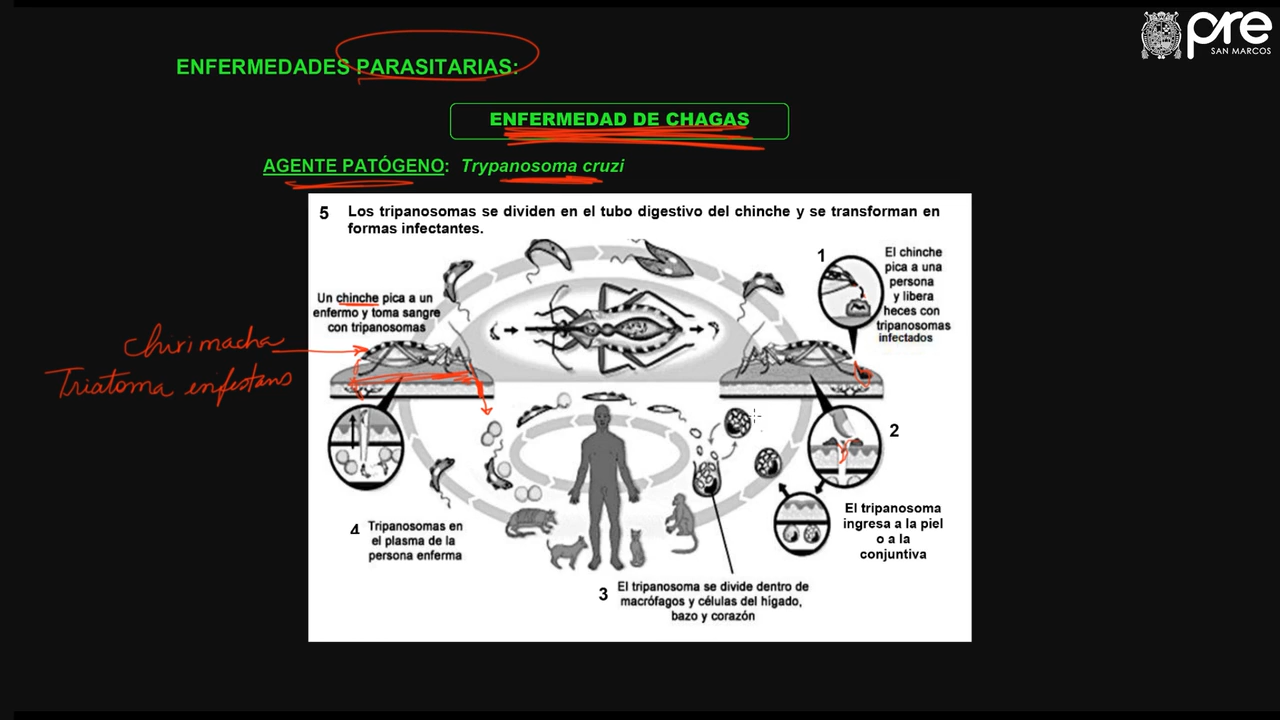 pre
SAN MARCOS
ENFERMEDADES PARASITARIAS:
ENFERMEDAD DE CHAGAS
AGENTE PATÓGENO: Trypanosoma cruzi
5 Los tripanosomas se dividen en el tubo digestivo del chinche y se transforman en
formas infectantes.
1
El chinche
pica a una
persona
y libera
heces con
tripanosomas
infectados
Un chinche pica a un
enfermo y toma sangre
con tripanosomas
Chirimacha
Triatoma enifestans
2
El tripanosoma
ingresa a la piel
o a la
conjuntiva
4 Tripanosomas en
el plasma de la
persona enferma
3 El tripanosoma se divide dentro de
macrófagos y células del hígado,
bazo y corazón